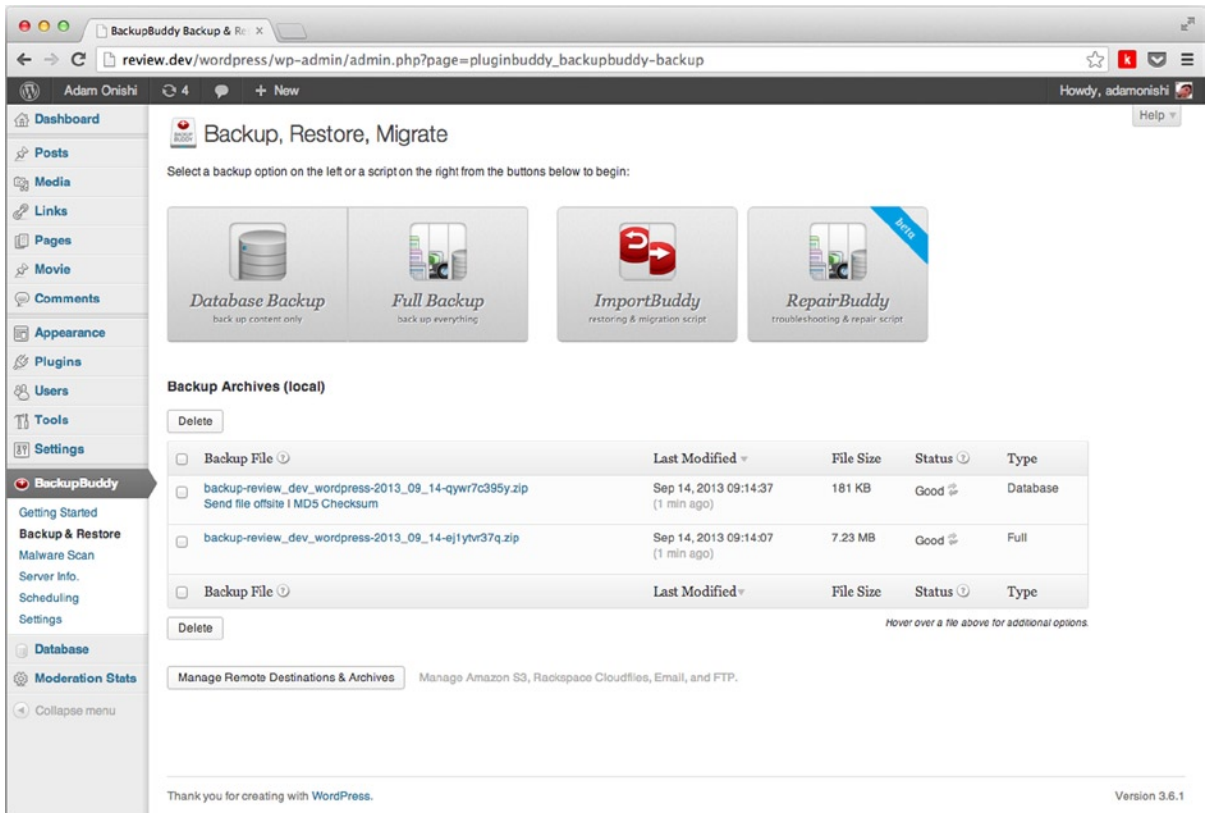 BackupBuddy Backup & Re
review.dev/wordpress/wp-admin/admin.php?page=pluginbuddy_backupbuddy-backup
Adam Onishi 4 + New Howdy, adamonishi
Help
Dashboard
Posts
Media
Links
Pages
Movie
Comments
Appearance
Plugins
Users
Tools
Settings
BackupBuddy
Getting Started
Backup & Restore
Malware Scan
Server Info.
Scheduling
Settings
Database
Moderation Stats
Collapse menu
Backup, Restore, Migrate
Select a backup option on the left or a script on the right from the buttons below to begin:
Database Backup
back up content only
Full Backup
back up everything
ImportBuddy
restoring & migration script
beta
RepairBuddy
troubleshooting & repair script
Backup Archives (local)
Delete
Backup File Last Modified File Size Status Type
backup-review_dev_wordpress-2013_09_14-qywr7c395y.zip Sep 14, 2013 09:14:37 181 KB Good Database
Send file offsite | MD5 Checksum (1 min ago)
backup-review_dev_wordpress-2013_09_14-ej1ytvr37q.zip Sep 14, 2013 09:14:07 7.23 MB Good Full
(1 min ago)
Backup File Last Modified File Size Status Type
Delete Hover over a file above for additional options.
Manage Remote Destinations & Archives Manage Amazon S3, Rackspace Cloudfiles, Email, and FTP.
Thank you for creating with WordPress. Version 3.6.1